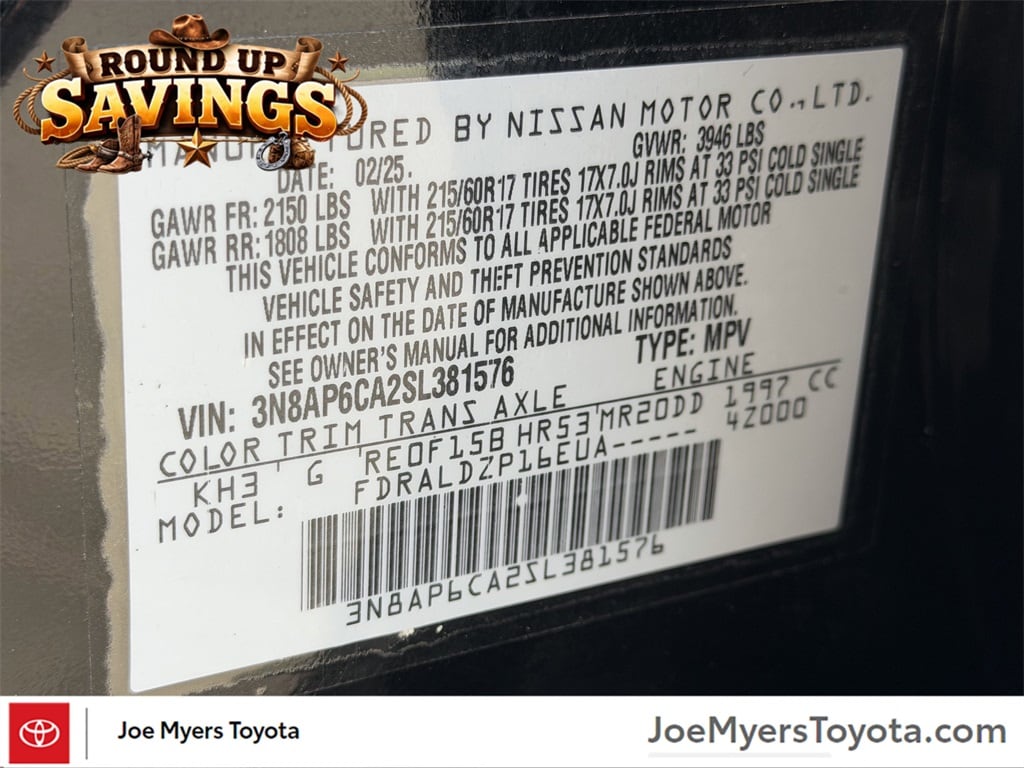 ROUND UP
SAVINGS
MANUFACTURED BY NISSAN MOTOR CO.,LTD.
DATE: 02/25. GVWR: 3946 LBS
GAWR FR: 2150 LBS WITH 215/60R17 TIRES 17X7.0J RIMS AT 33 PSI COLD SINGLE
GAWR RR: 1808 LBS WITH 215/60R17 TIRES 17X7.0J RIMS AT 33 PSI COLD SINGLE
THIS VEHICLE CONFORMS TO ALL APPLICABLE FEDERAL MOTOR
VEHICLE SAFETY AND THEFT PREVENTION STANDARDS
IN EFFECT ON THE DATE OF MANUFACTURE SHOWN ABOVE.
SEE OWNER'S MANUAL FOR ADDITIONAL INFORMATION.
VIN: 3N8AP6CA2SL381576 TYPE: MPV
COLOR TRIM TRANS AXLE ENGINE
KH3 G RE0F15B HR53 MR20DD 1997 CC
MODEL: FDRALDZP16EUA----- 4Z000
3N8AP6CA2SL381576
Joe Myers Toyota
JoeMyersToyota.com